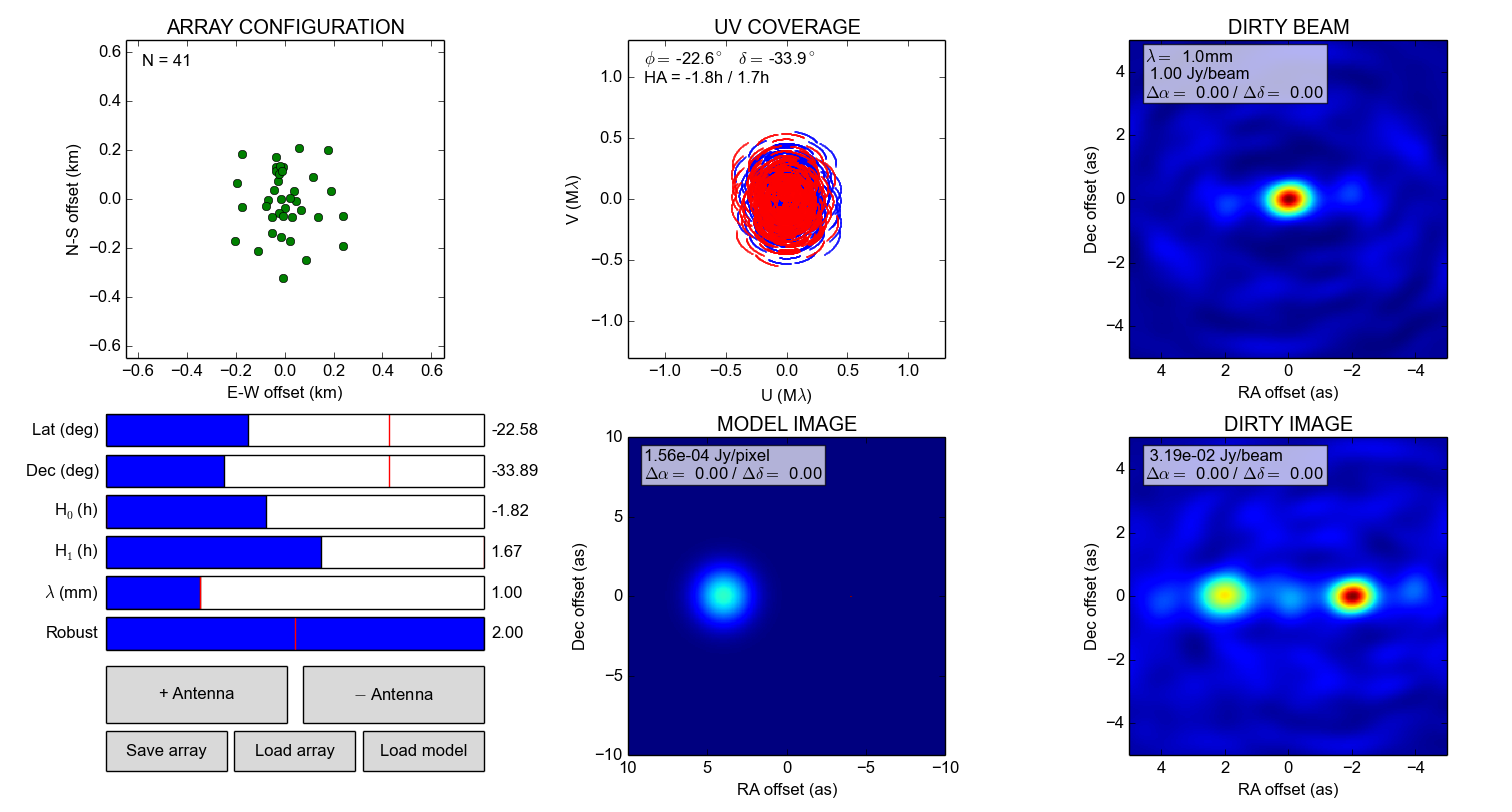 ARRAY CONFIGURATION
N = 41
0.6
0.4
0.2
0.0
−0.2
−0.4
−0.6
N-S offset (km)
−0.6 −0.4 −0.2 0.0 0.2 0.4 0.6
E-W offset (km)
UV COVERAGE
ϕ = -22.6° δ = -33.9°
HA = -1.8h / 1.7h
1.0
0.5
0.0
−0.5
−1.0
V (Mλ)
−1.0 −0.5 0.0 0.5 1.0
U (Mλ)
DIRTY BEAM
λ = 1.0mm
1.00 Jy/beam
Δα = 0.00 / Δδ = 0.00
4
2
0
−2
−4
Dec offset (as)
4 2 0 −2 −4
RA offset (as)
Lat (deg) -22.58
Dec (deg) -33.89
H₀ (h) -1.82
H₁ (h) 1.67
λ (mm) 1.00
Robust 2.00
+ Antenna − Antenna
Save array Load array Load model
MODEL IMAGE
1.56e-04 Jy/pixel
Δα = 0.00 / Δδ = 0.00
10
5
0
−5
−10
Dec offset (as)
10 5 0 −5 −10
RA offset (as)
DIRTY IMAGE
3.19e-02 Jy/beam
Δα = 0.00 / Δδ = 0.00
4
2
0
−2
−4
Dec offset (as)
4 2 0 −2 −4
RA offset (as)